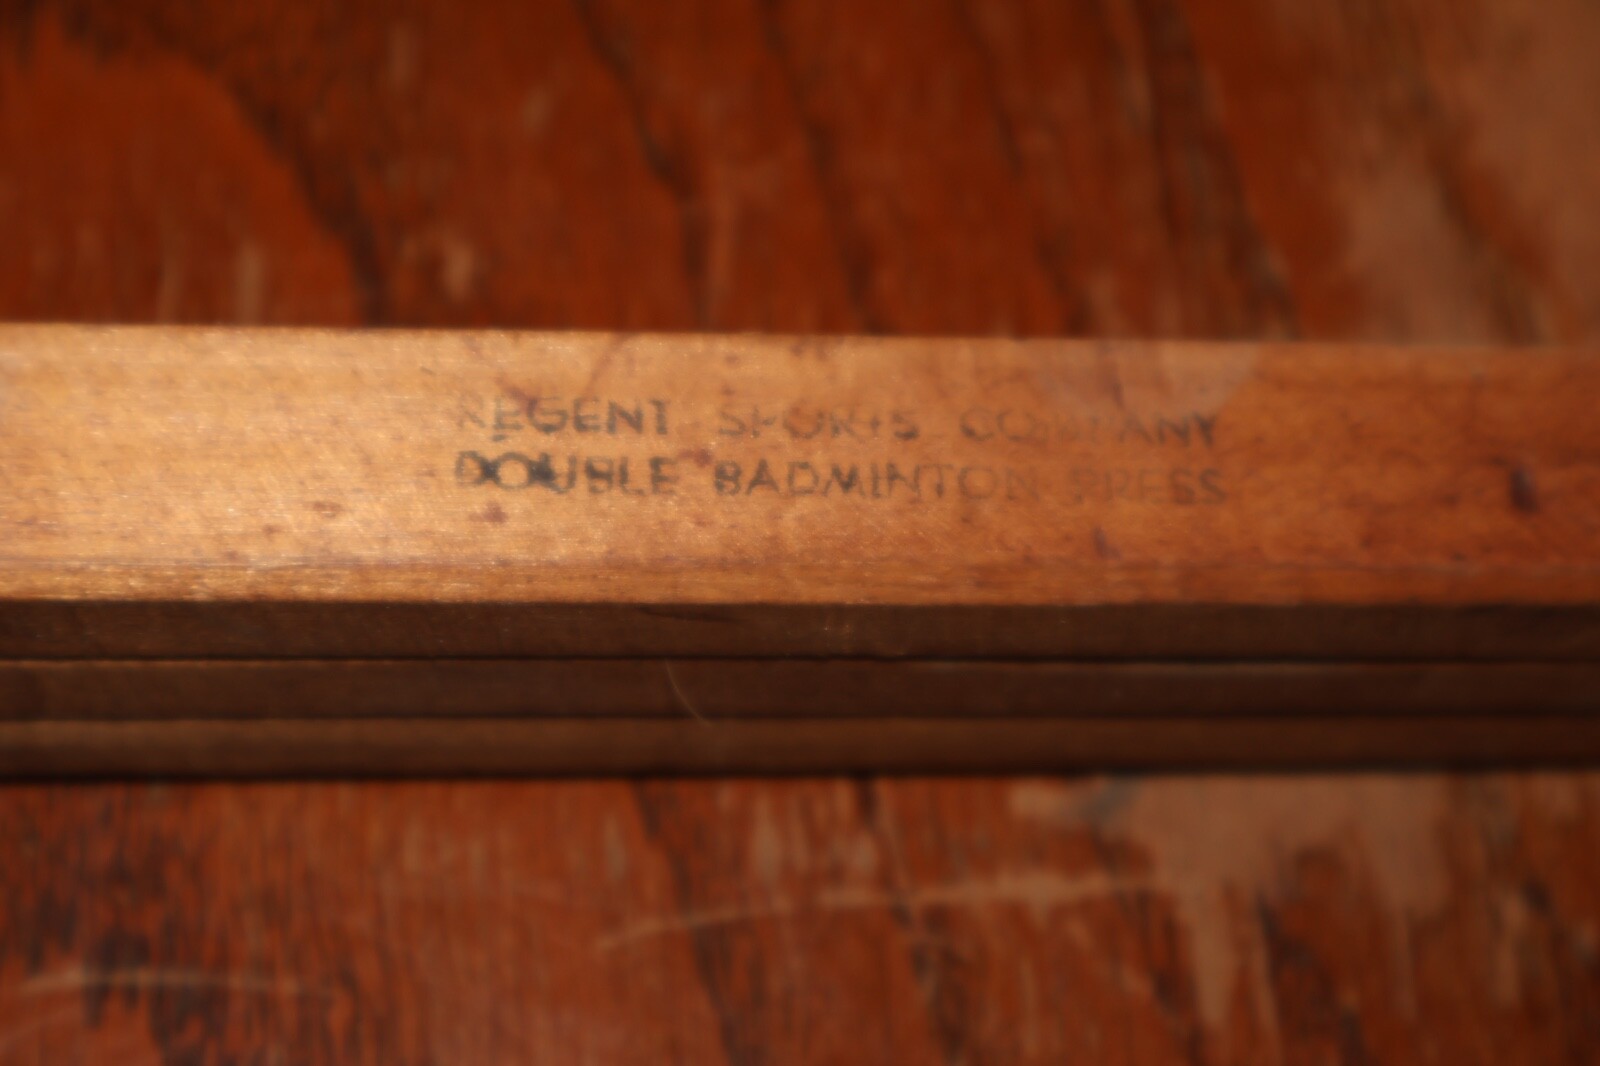 REGENT SPORTS COMPANY
DOUBLE BADMINTON PRESS